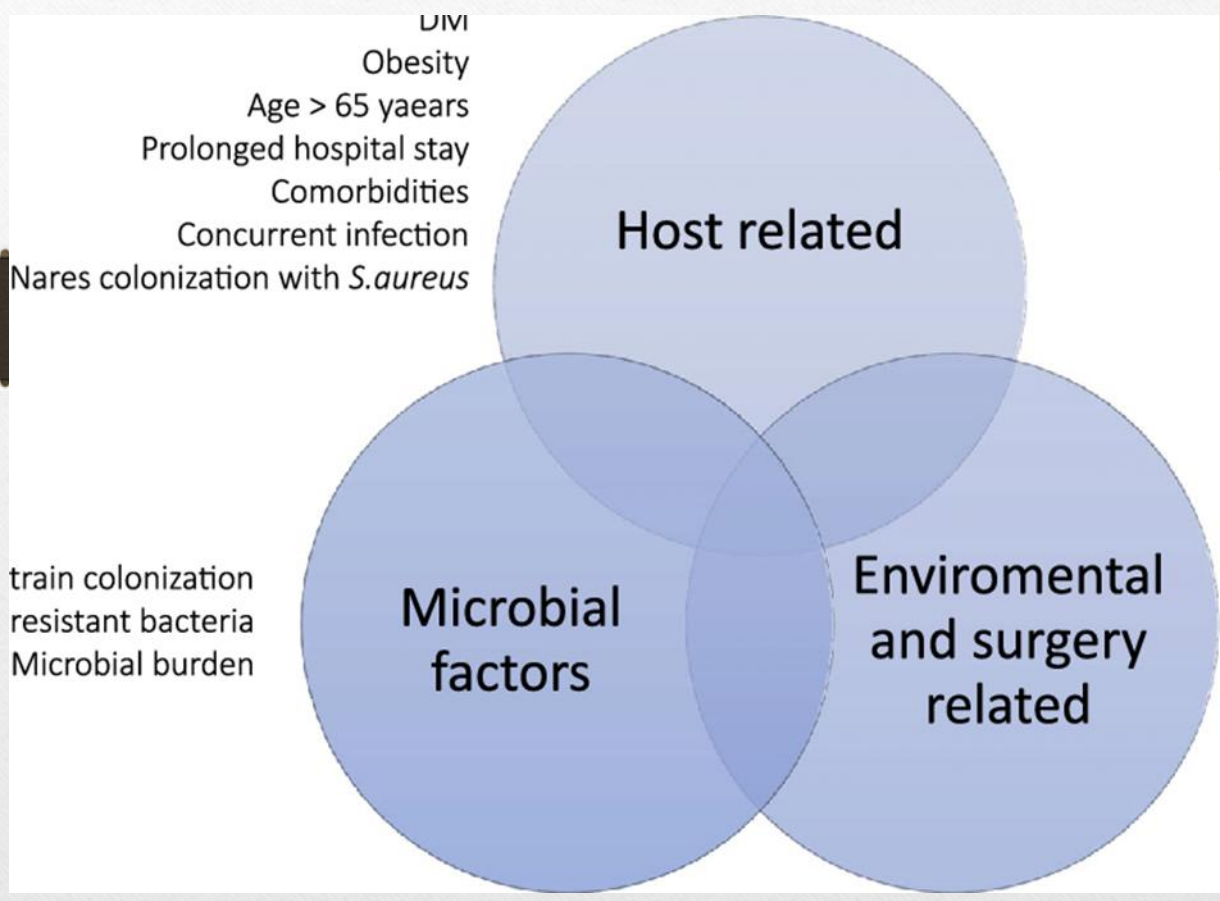 DM
Obesity
Age > 65 yaears
Prolonged hospital stay
Comorbidities
Concurrent infection
Nares colonization with S.aureus
Host related
train colonization
resistant bacteria
Microbial burden
Microbial
factors
Enviromental
and surgery
related